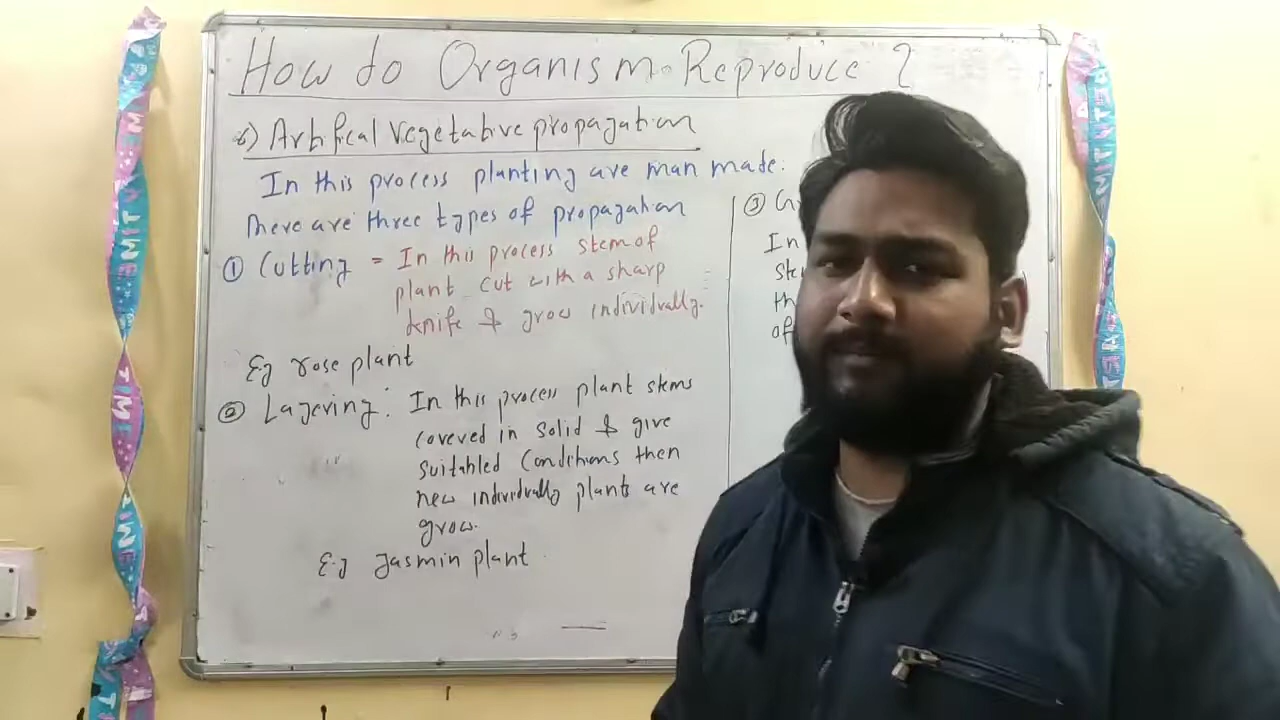 How do Organism Reproduce ?
6) Artifical vegetative propagation
In this process planting are man made.
There are three types of propagation
① Cutting = In this process stem of
plant cut with a sharp
knife & grow individually.
Eg rose plant
② Layering : In this process plant stems
covered in solid & give
suitabled Conditions then
new individually plants are
grow.
E.g Jasmin plant
③
In